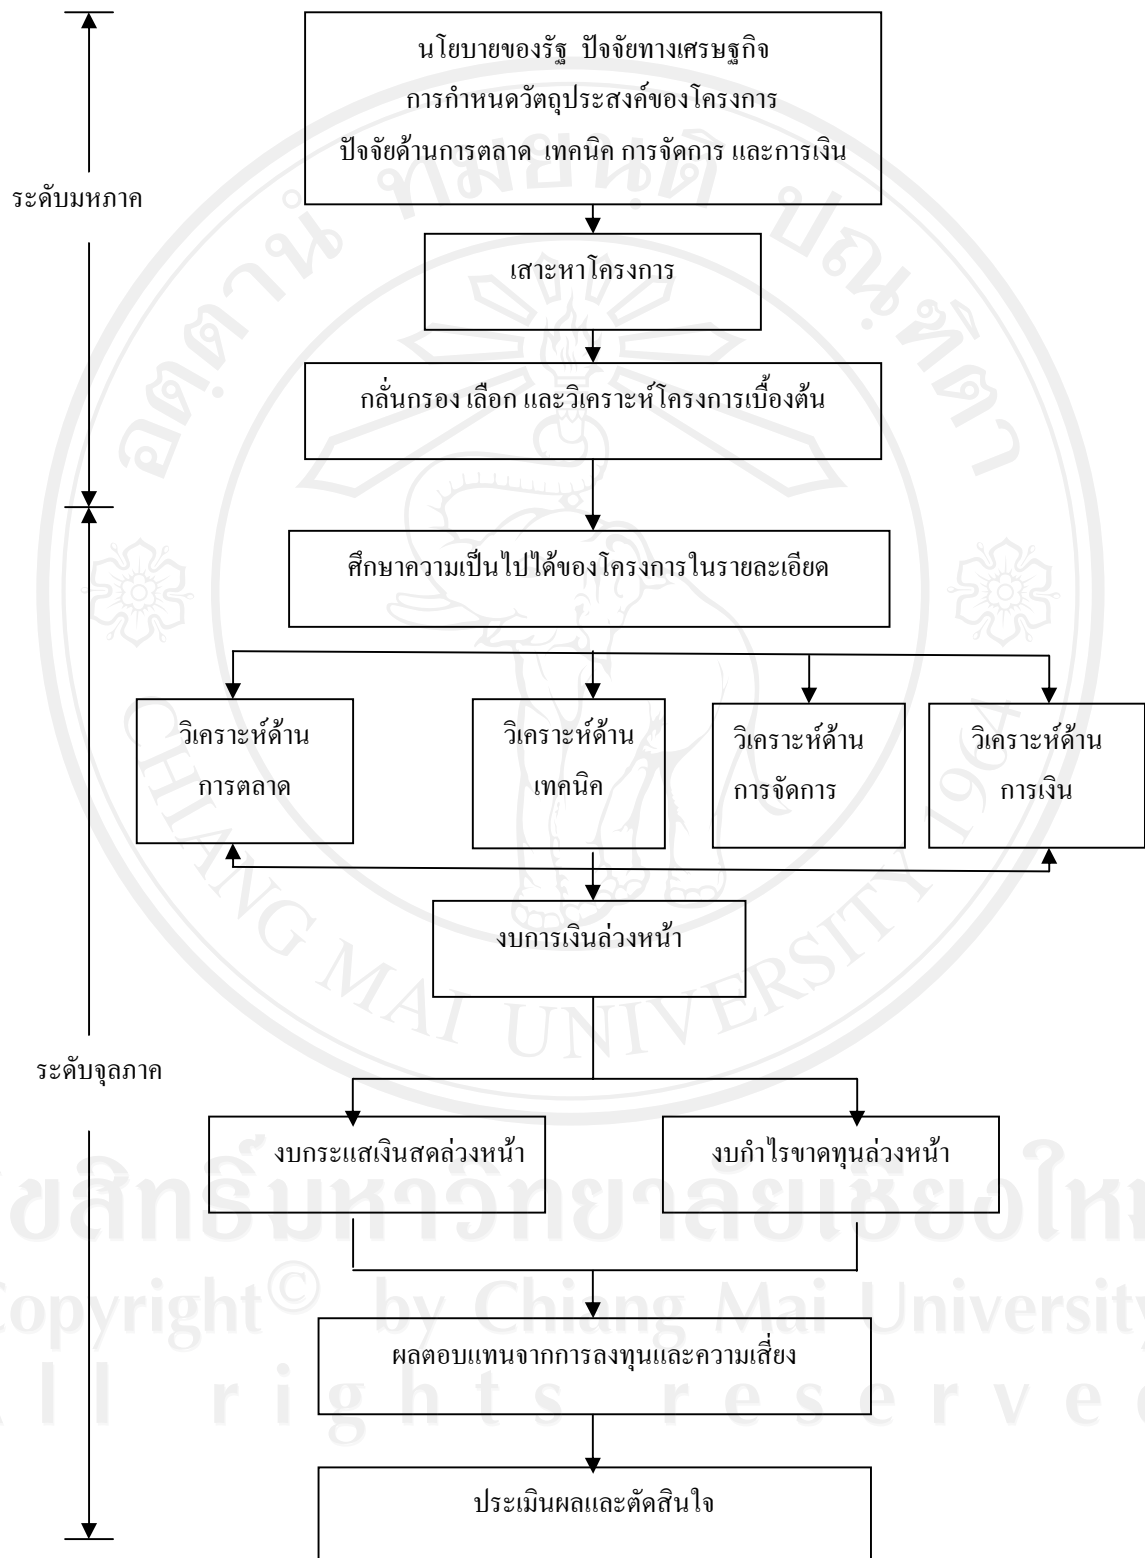 นโยบายของรัฐ ปัจจัยทางเศรษฐกิจ
การกำหนดวัตถุประสงค์ของโครงการ
ปัจจัยด้านการตลาด เทคนิค การจัดการ และการเงิน
ระดับมหภาค
เสาะหาโครงการ
กลั่นกรอง เลือก และวิเคราะห์โครงการเบื้องต้น
ศึกษาความเป็นไปได้ของโครงการในรายละเอียด
วิเคราะห์ด้าน
การตลาด
วิเคราะห์ด้าน
เทคนิค
วิเคราะห์ด้าน
การจัดการ
วิเคราะห์ด้าน
การเงิน
งบการเงินล่วงหน้า
ระดับจุลภาค
งบกระแสเงินสดล่วงหน้า
งบกำไรขาดทุนล่วงหน้า
ผลตอบแทนจากการลงทุนและความเสี่ยง
ประเมินผลและตัดสินใจ
อตฺตานํ ทมยนฺติ ปณฺฑิตา
CHIANG MAI UNIVERSITY 1964
ขสิทธิ์มหาวิทยาลัยเชียงให
Copyright© by Chiang Mai University
All rights reserve